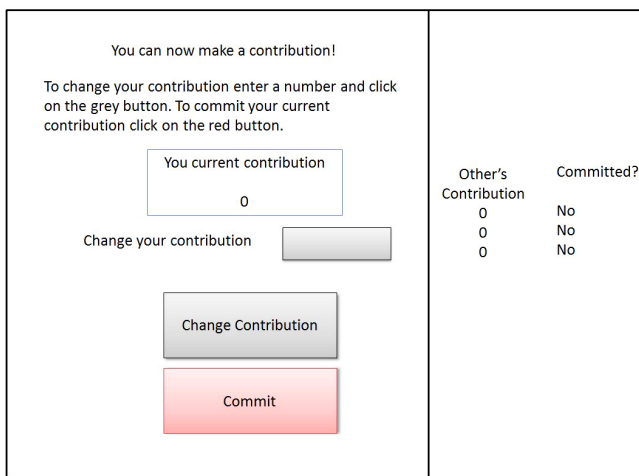 You can now make a contribution!
To change your contribution enter a number and click
on the grey button. To commit your current
contribution click on the red button.
You current contribution
0
Change your contribution
Change Contribution
Commit
Other's Committed?
Contribution
0 No
0 No
0 No